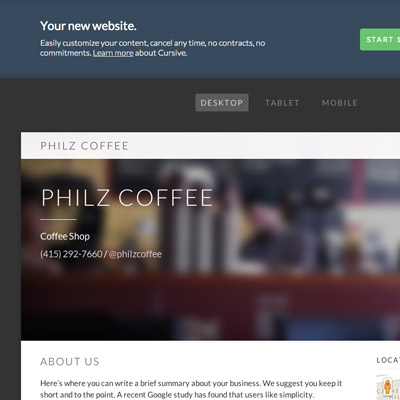 Your new website.
Easily customize your content, cancel any time, no contracts, no
commitments. Learn more about Cursive.
START 1
DESKTOP TABLET MOBILE
PHILZ COFFEE
PHILZ COFFEE
Coffee Shop
(415) 292-7660 / @philzcoffee
ABOUT US
LOCA
Here's where you can write a brief summary about your business. We suggest you keep it
short and to the point. A recent Google study has found that users like simplicity.